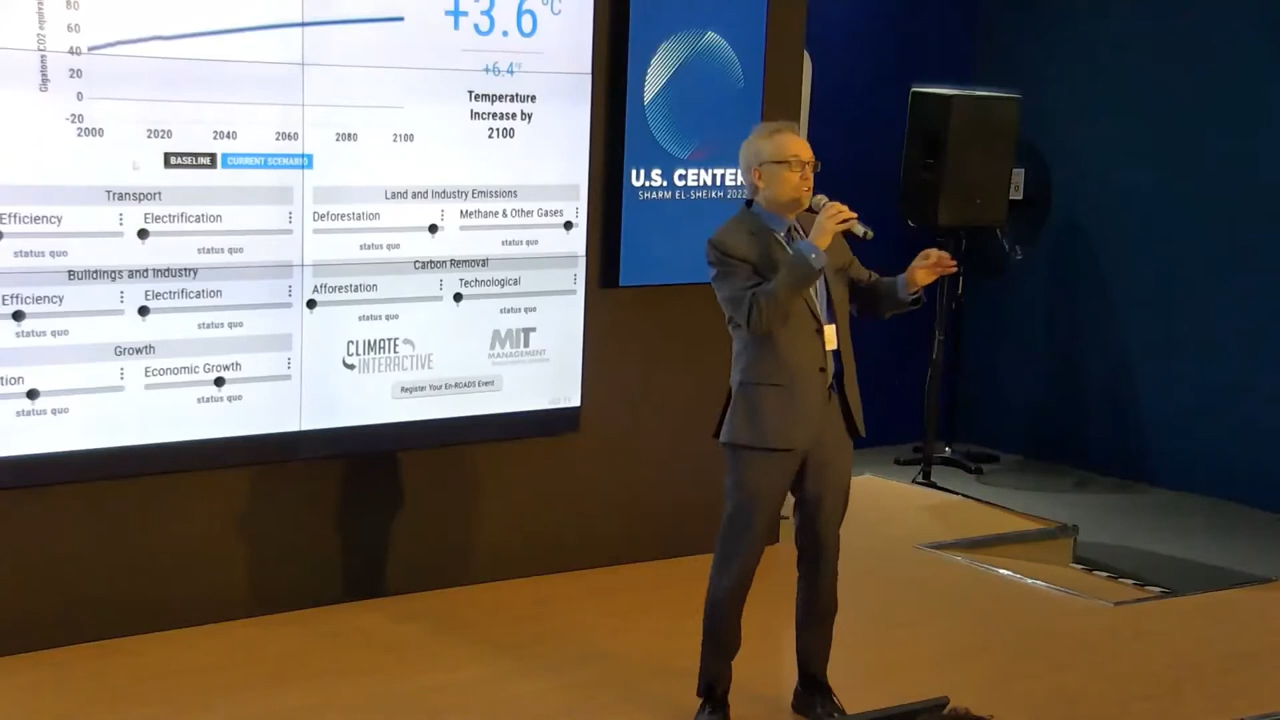 Gigatons CO2 equival
80
60
40
20
0
-20
2000
2020
2040
2060
2080
2100
BASELINE
CURRENT SCENARIO
+3.6°C
+6.4°F
Temperature
Increase by
2100
Transport
Efficiency
status quo
Electrification
status quo
Buildings and Industry
Efficiency
status quo
Electrification
status quo
Growth
tion
status quo
Economic Growth
status quo
Land and Industry Emissions
Deforestation
status quo
Methane & Other Gases
status quo
Carbon Removal
Afforestation
status quo
Technological
status quo
CLIMATE
INTERACTIVE
MIT
MANAGEMENT
Register Your En-ROADS Event
U.S. CENTER
SHARM EL-SHEIKH 2022